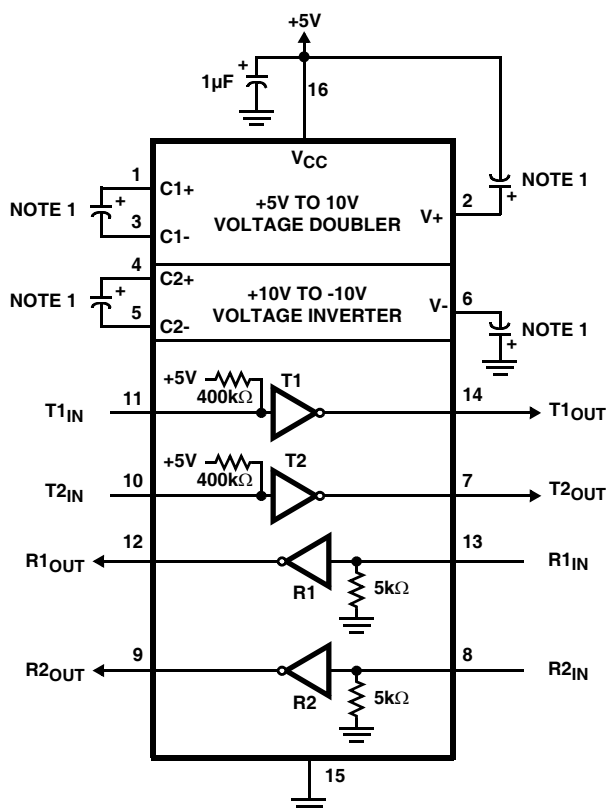 +5V
1µF
+
16
VCC
1
NOTE 1
+
3
C1+
C1-
+5V TO 10V
VOLTAGE DOUBLER
V+
2
NOTE 1
+
4
NOTE 1
+
5
C2+
C2-
+10V TO -10V
VOLTAGE INVERTER
V-
6
NOTE 1
+
T1IN
11
+5V
400kΩ
T1
14
T1OUT
T2IN
10
+5V
400kΩ
T2
7
T2OUT
R1OUT
12
R1
5kΩ
13
R1IN
R2OUT
9
R2
5kΩ
8
R2IN
15